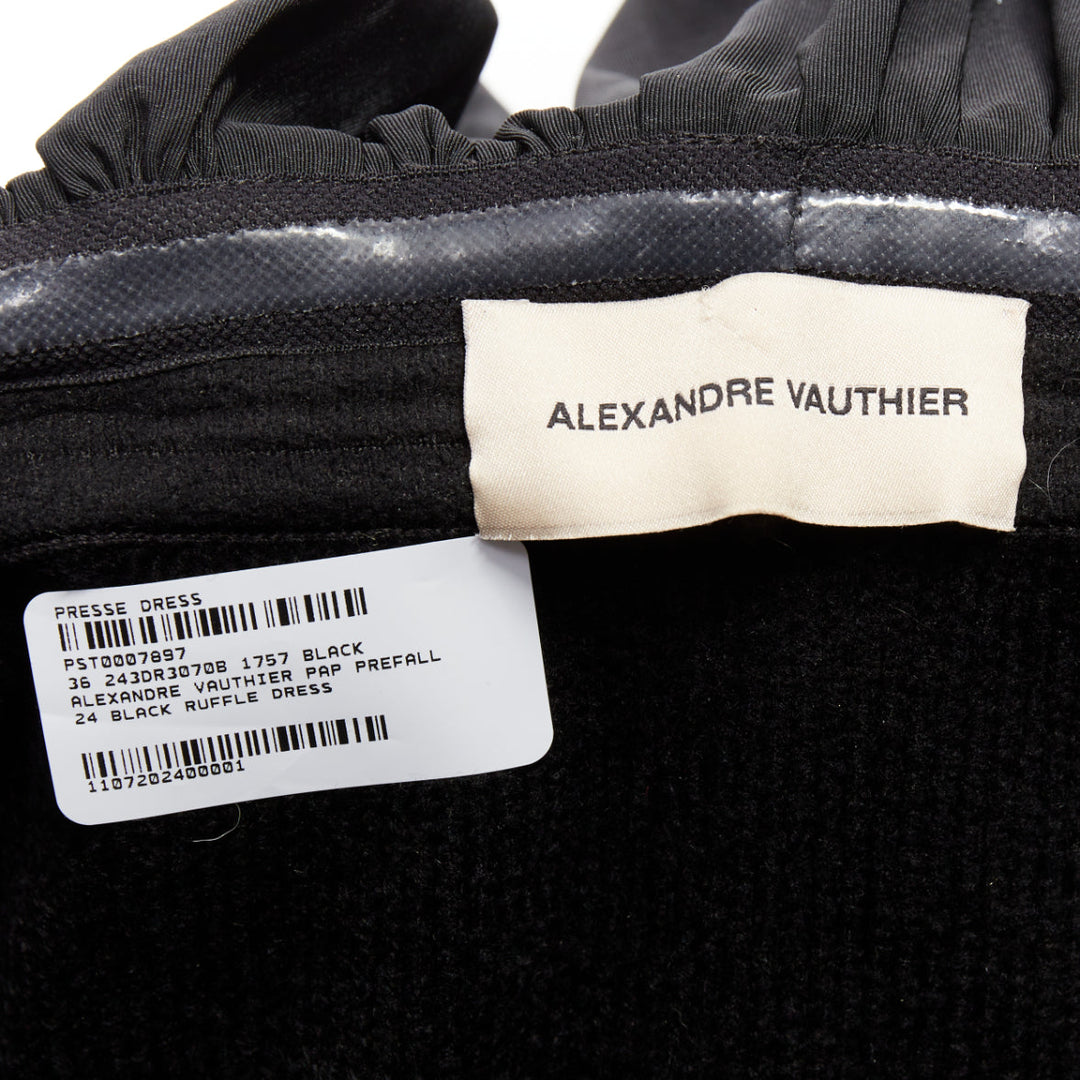 ALEXANDRE VAUTHIER
PRESSE DRESS
PST0007897
36 243DR3070B 1757 BLACK
ALEXANDRE VAUTHIER PAP PREFALL
24 BLACK RUFFLE DRESS
1107202400001